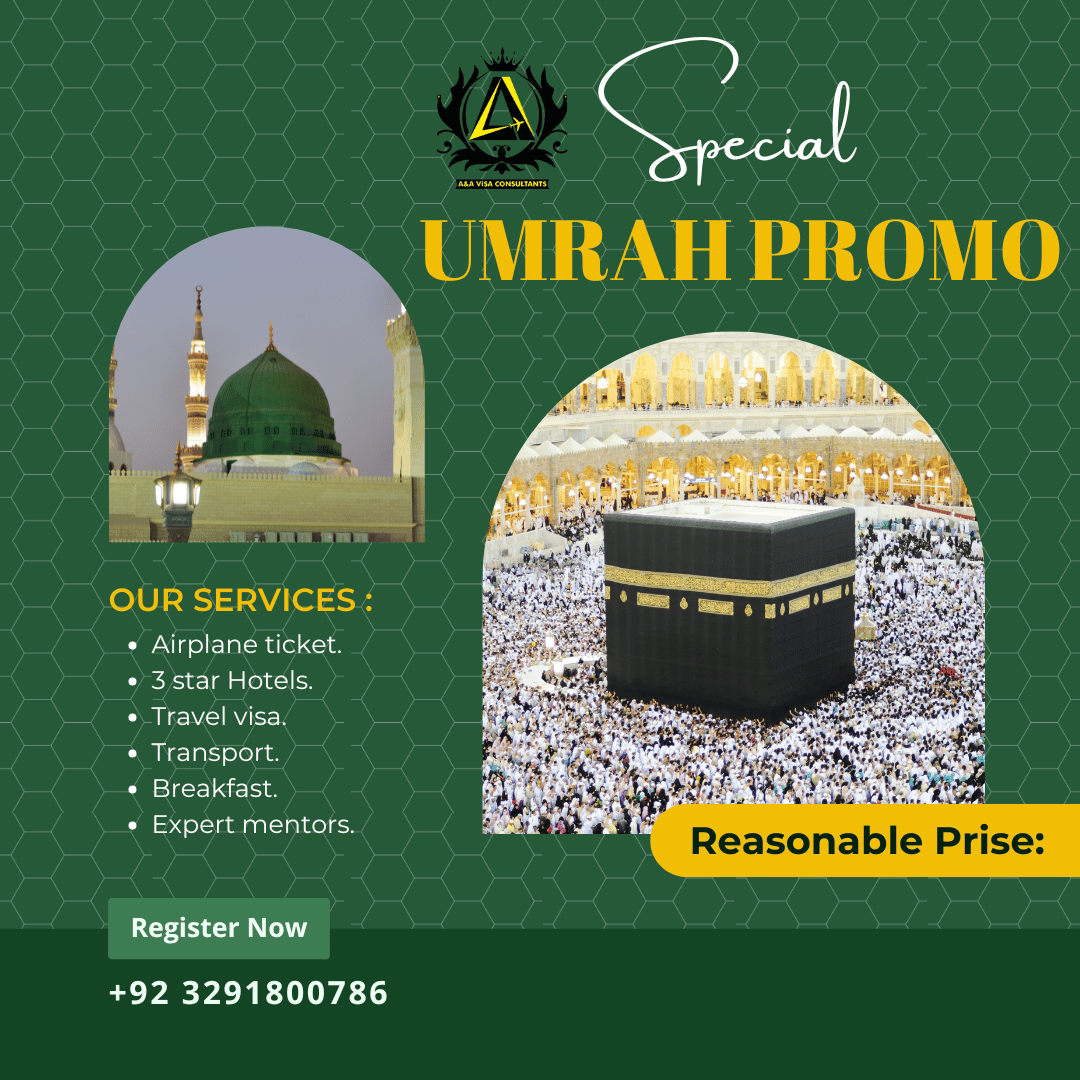 A&A VISA CONSULTANTS
Special
UMRAH PROMO
OUR SERVICES :
• Airplane ticket.
• 3 star Hotels.
• Travel visa.
• Transport.
• Breakfast.
• Expert mentors.
Reasonable Prise:
Register Now
+92 3291800786